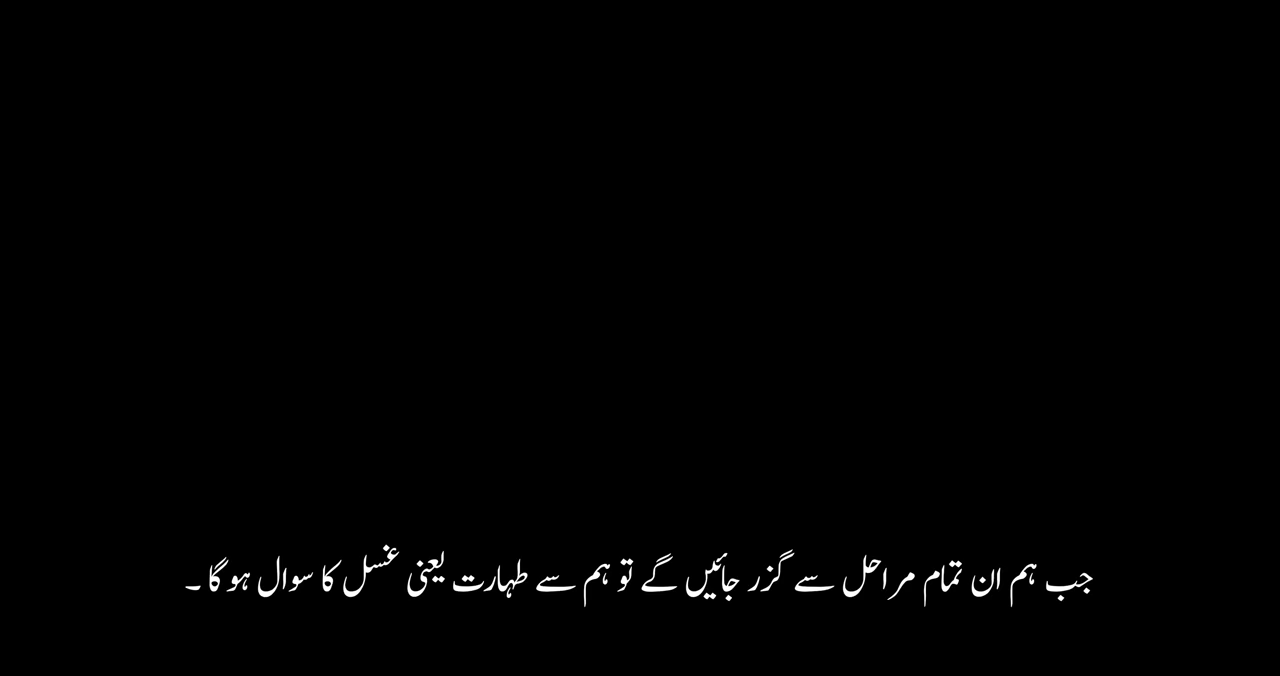 جب ہم ان تمام مراحل سے گزر جائیں گے تو ہم سے طہارت یعنی غسل کا سوال ہو گا ۔